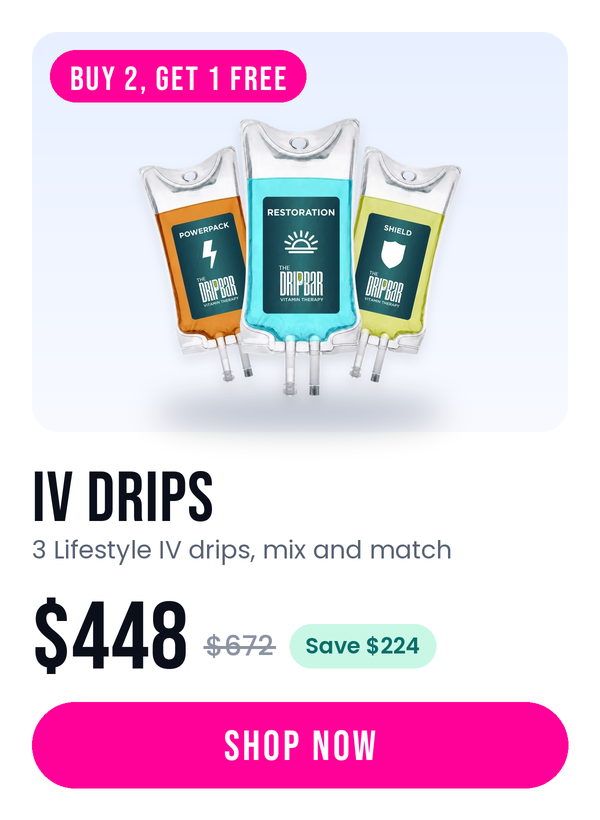 BUY 2, GET 1 FREE
POWERPACK
THE
DRIPBAR
VITAMIN THERAPY
RESTORATION
THE
DRIPBAR
VITAMIN THERAPY
SHIELD
THE
DRIPBAR
VITAMIN THERAPY
IV DRIPS
3 Lifestyle IV drips, mix and match
$448 $672 Save $224
SHOP NOW